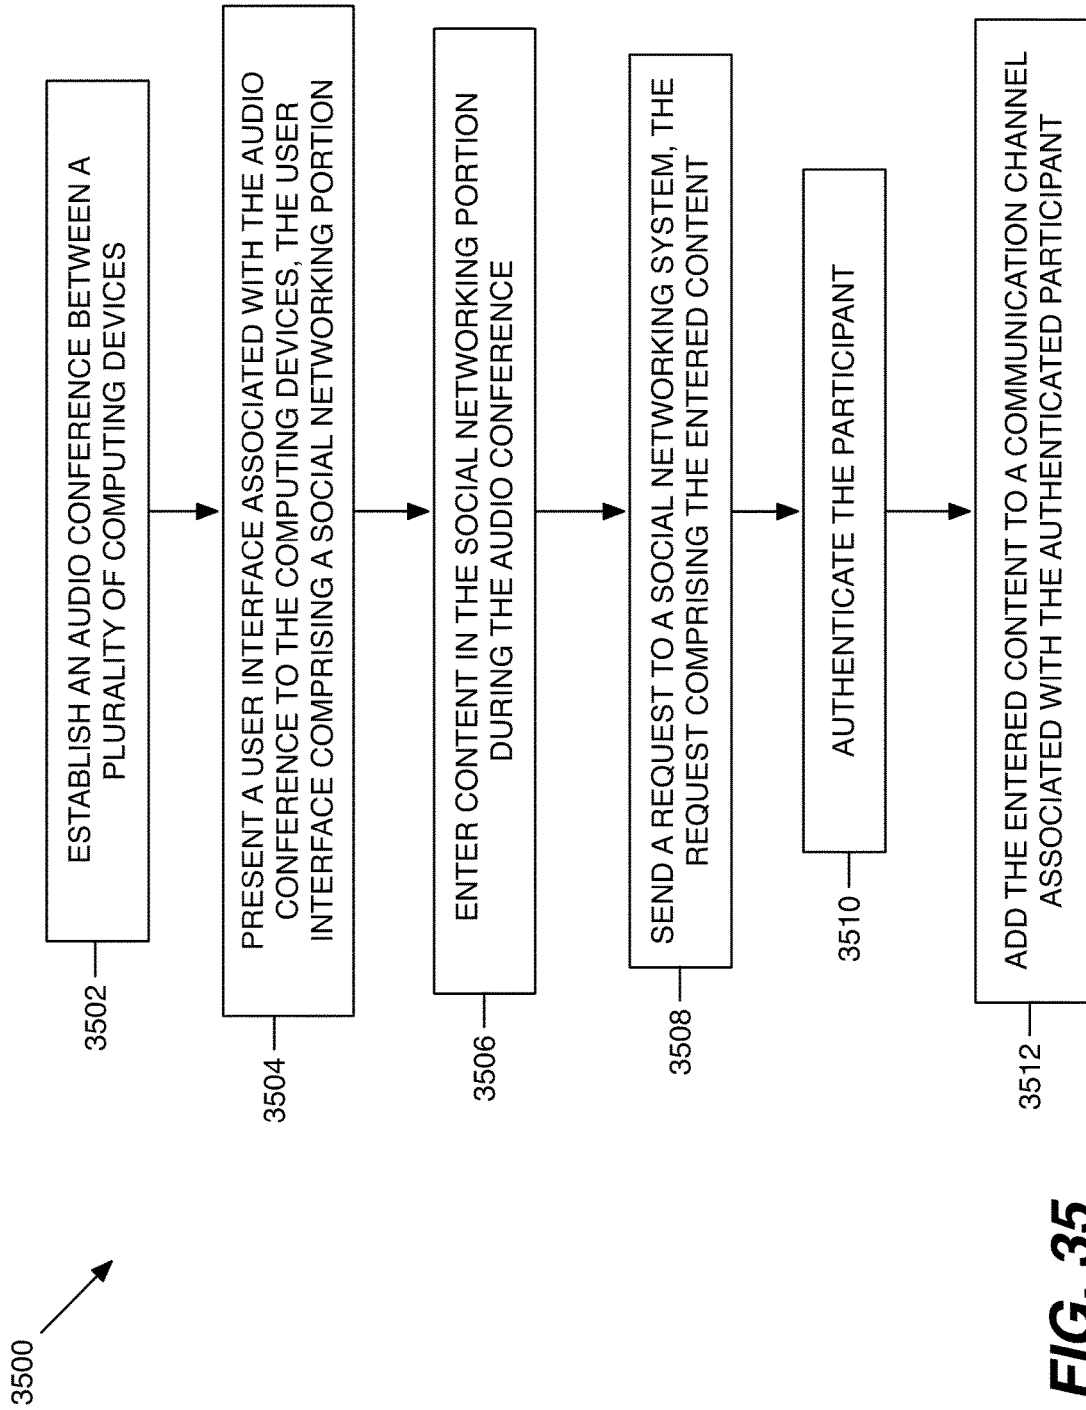 3500
3502
ESTABLISH AN AUDIO CONFERENCE BETWEEN A
PLURALITY OF COMPUTING DEVICES
3504
PRESENT A USER INTERFACE ASSOCIATED WITH THE AUDIO
CONFERENCE TO THE COMPUTING DEVICES, THE USER
INTERFACE COMPRISING A SOCIAL NETWORKING PORTION
3506
ENTER CONTENT IN THE SOCIAL NETWORKING PORTION
DURING THE AUDIO CONFERENCE
3508
SEND A REQUEST TO A SOCIAL NETWORKING SYSTEM, THE
REQUEST COMPRISING THE ENTERED CONTENT
3510
AUTHENTICATE THE PARTICIPANT
3512
ADD THE ENTERED CONTENT TO A COMMUNICATION CHANNEL
ASSOCIATED WITH THE AUTHENTICATED PARTICIPANT
FIG. 35